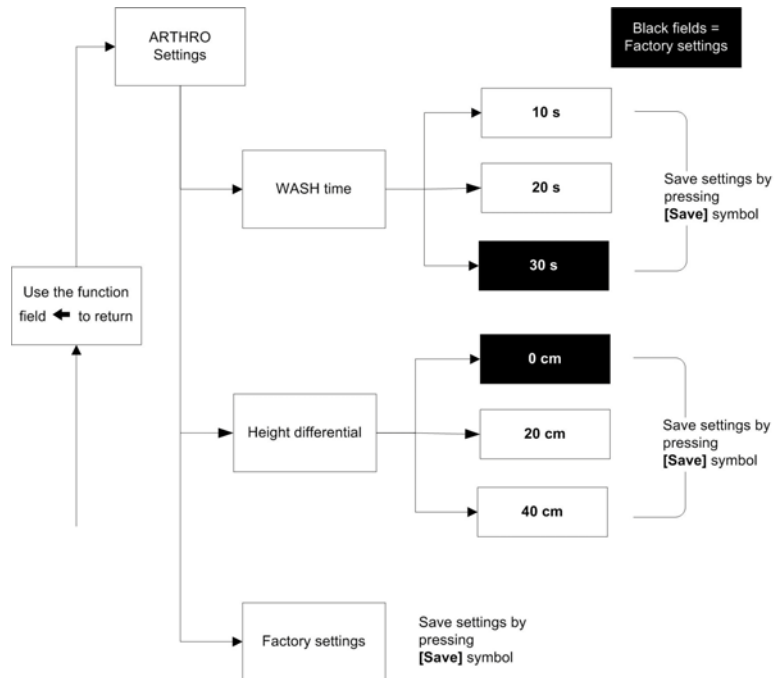 ARTHRO
Settings
Black fields =
Factory settings
10 s
WASH time
20 s
30 s
Save settings by
pressing
[Save] symbol
Use the function
field ← to return
0 cm
Height differential
20 cm
40 cm
Save settings by
pressing
[Save] symbol
Factory settings
Save settings by
pressing
[Save] symbol